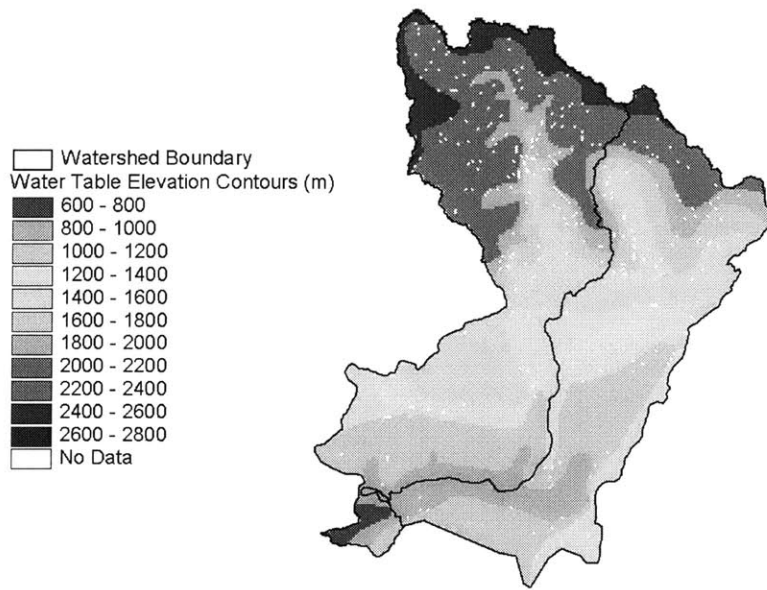 Watershed Boundary
Water Table Elevation Contours (m)
600 - 800
800 - 1000
1000 - 1200
1200 - 1400
1400 - 1600
1600 - 1800
1800 - 2000
2000 - 2200
2200 - 2400
2400 - 2600
2600 - 2800
No Data